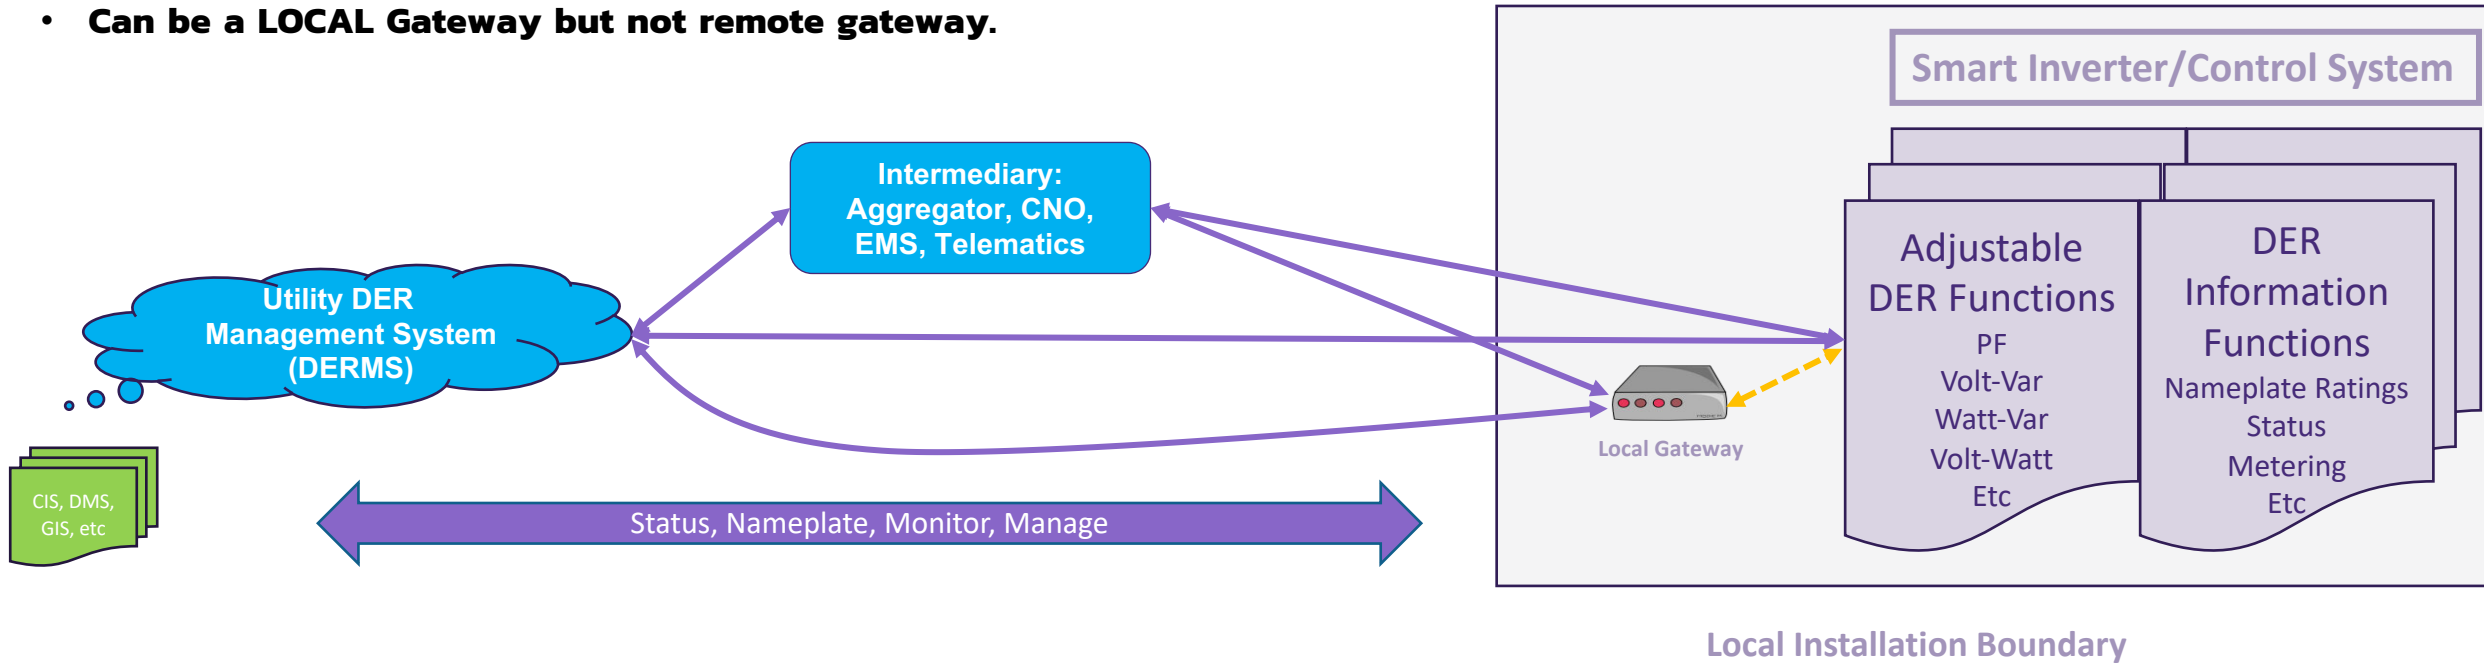 • Can be a LOCAL Gateway but not remote gateway.
Smart Inverter/Control System
Intermediary:
Aggregator, CNO,
EMS, Telematics
Utility DER
Management System
(DERMS)
Adjustable
DER Functions
PF
Volt-Var
Watt-Var
Volt-Watt
Etc
DER
Information
Functions
Nameplate Ratings
Status
Metering
Etc
Local Gateway
CIS, DMS,
GIS, etc
Status, Nameplate, Monitor, Manage
Local Installation Boundary